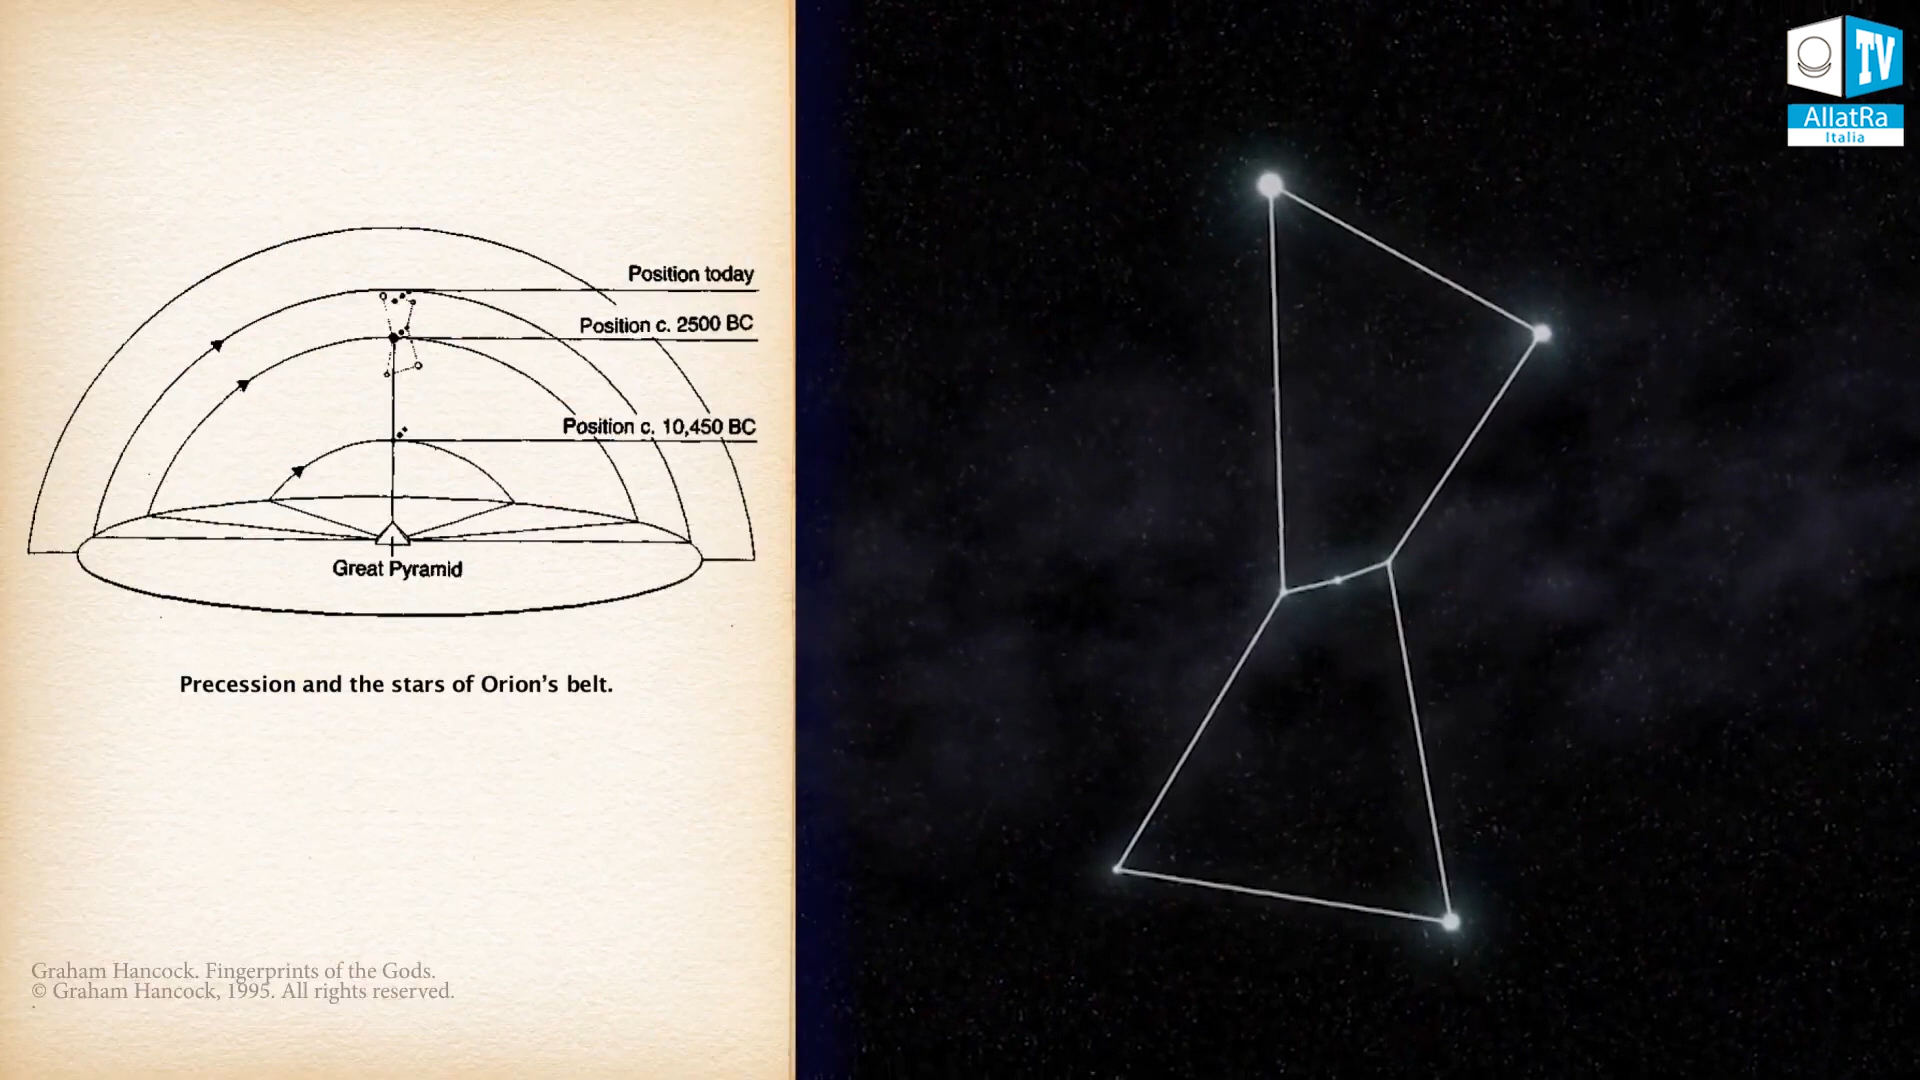 Position today
Position c. 2500 BC
Position c. 10,450 BC
Great Pyramid
Precession and the stars of Orion's belt.
Graham Hancock. Fingerprints of the Gods.
© Graham Hancock, 1995. All rights reserved.
TV
AllatRa
Italia